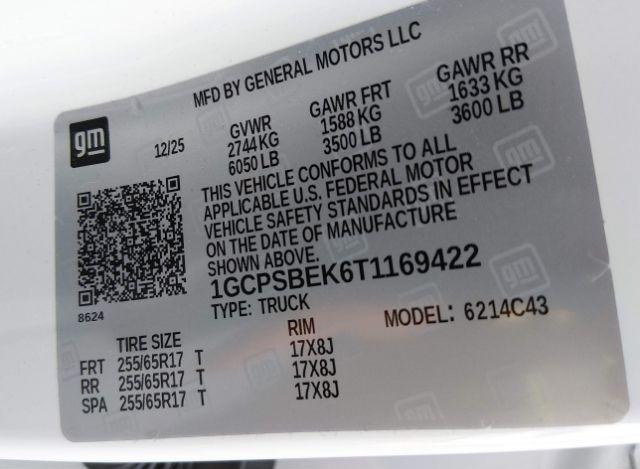 MFD BY GENERAL MOTORS LLC
gm
12/25
GVWR GAWR FRT GAWR RR
2744 KG 1588 KG 1633 KG
6050 LB 3500 LB 3600 LB
THIS VEHICLE CONFORMS TO ALL
APPLICABLE U.S. FEDERAL MOTOR
VEHICLE SAFETY STANDARDS IN EFFECT
ON THE DATE OF MANUFACTURE
SHOWN ABOVE.
1GCPSBEK6T1169422
8624
TYPE: TRUCK MODEL: 6214C43
TIRE SIZE RIM
FRT 255/65R17 T 17X8J
RR 255/65R17 T 17X8J
SPA 255/65R17 T 17X8J